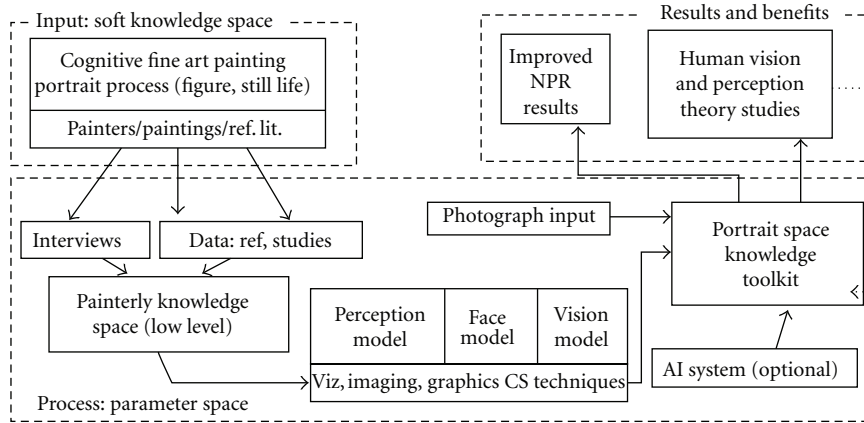 Input: soft knowledge space
Cognitive fine art painting
portrait process (figure, still life)
Painters/paintings/ref. lit.
Results and benefits
Improved
NPR
results
Human vision
and perception
theory studies
Interviews
Data: ref, studies
Painterly knowledge
space (low level)
Perception
model
Face
model
Vision
model
Viz, imaging, graphics CS techniques
Photograph input
Portrait space
knowledge
toolkit
AI system (optional)
Process: parameter space